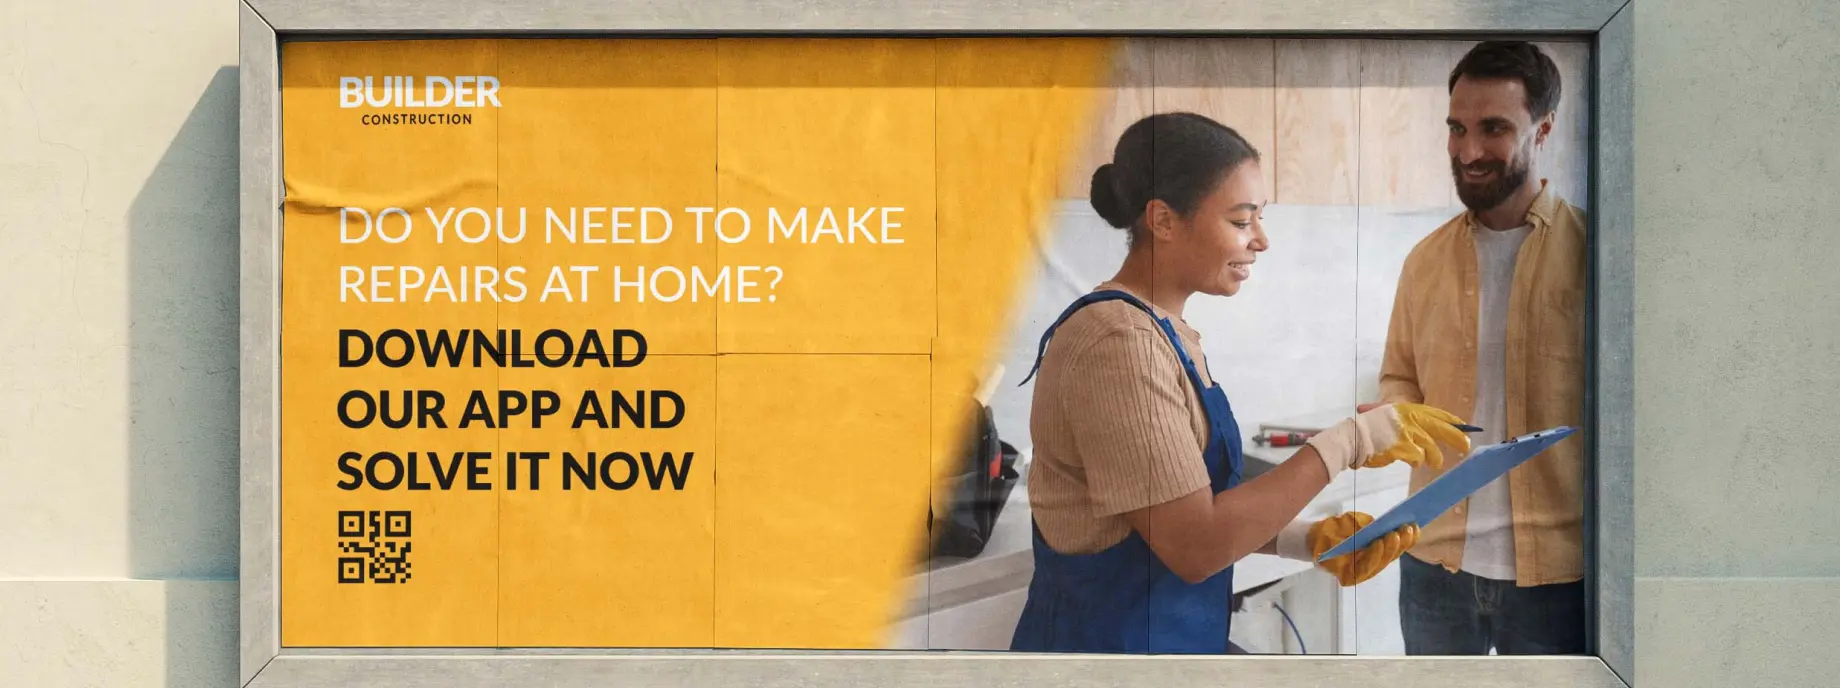 BUILDER
CONSTRUCTION
DO YOU NEED TO MAKE
REPAIRS AT HOME?
DOWNLOAD
OUR APP AND
SOLVE IT NOW